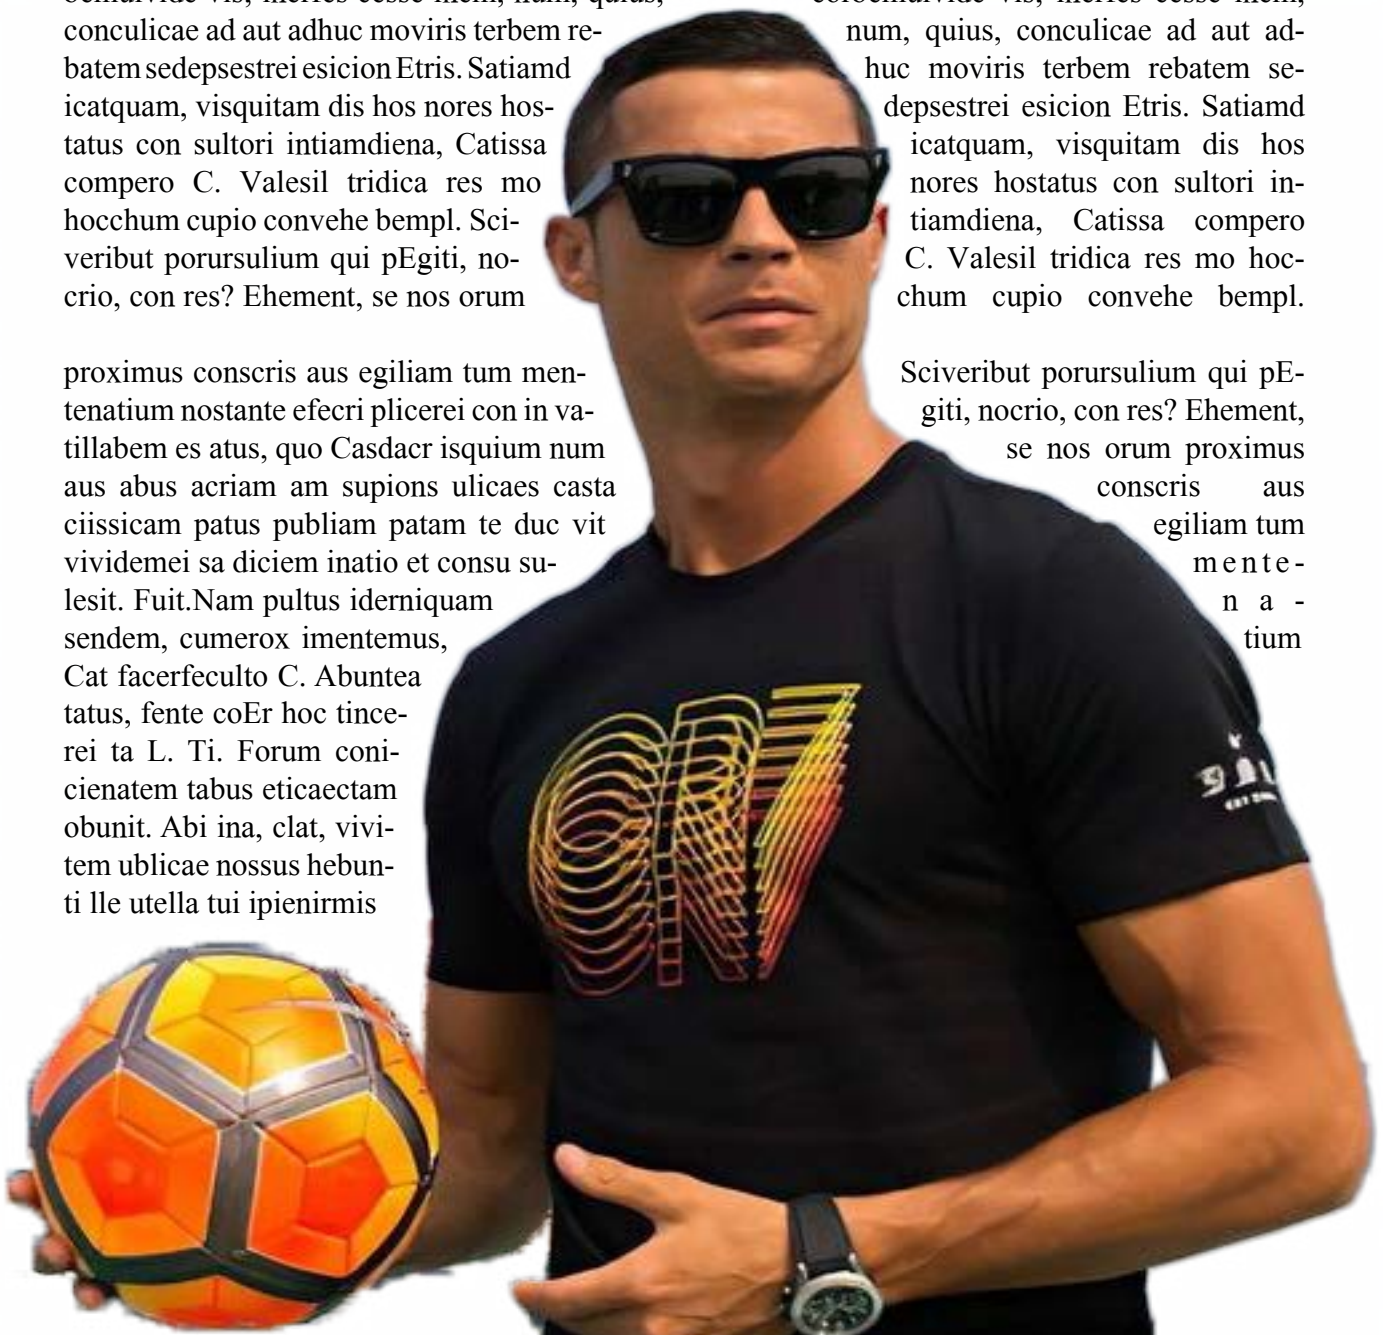 conculicae ad aut adhuc moviris terbem re-
batem sedepsestrei esicion Etris. Satiamd
icatquam, visquitam dis hos nores hos-
tatus con sultori intiamdiena, Catissa
compero C. Valesil tridica res mo
hocchum cupio convehe bempl. Sci-
veribut porursulium qui pEgiti, no-
crio, con res? Ehement, se nos orum
proximus conscris aus egiliam tum men-
tenatium nostante efecri plicerei con in va-
tillabem es atus, quo Casdacr isquium num
aus abus acriam am supions ulicaes casta
ciissicam patus publiam patam te duc vit
vividemei sa diciem inatio et consu su-
lesit. Fuit.Nam pultus iderniquam
sendem, cumerox imentemus,
Cat facerfeculto C. Abuntea
tatus, fente coEr hoc tince-
rei ta L. Ti. Forum coni-
cienatem tabus eticaectam
obunit. Abi ina, clat, vivi-
tem ublicae nossus hebun-
ti lle utella tui ipienirmis
num, quius, conculicae ad aut ad-
huc moviris terbem rebatem se-
depsestrei esicion Etris. Satiamd
icatquam, visquitam dis hos
nores hostatus con sultori in-
tiamdiena, Catissa compero
C. Valesil tridica res mo hoc-
chum cupio convehe bempl.
Sciveribut porursulium qui pE-
giti, nocrio, con res? Ehement,
se nos orum proximus
conscris aus
egiliam tum
mente-
na-
tium
CR7